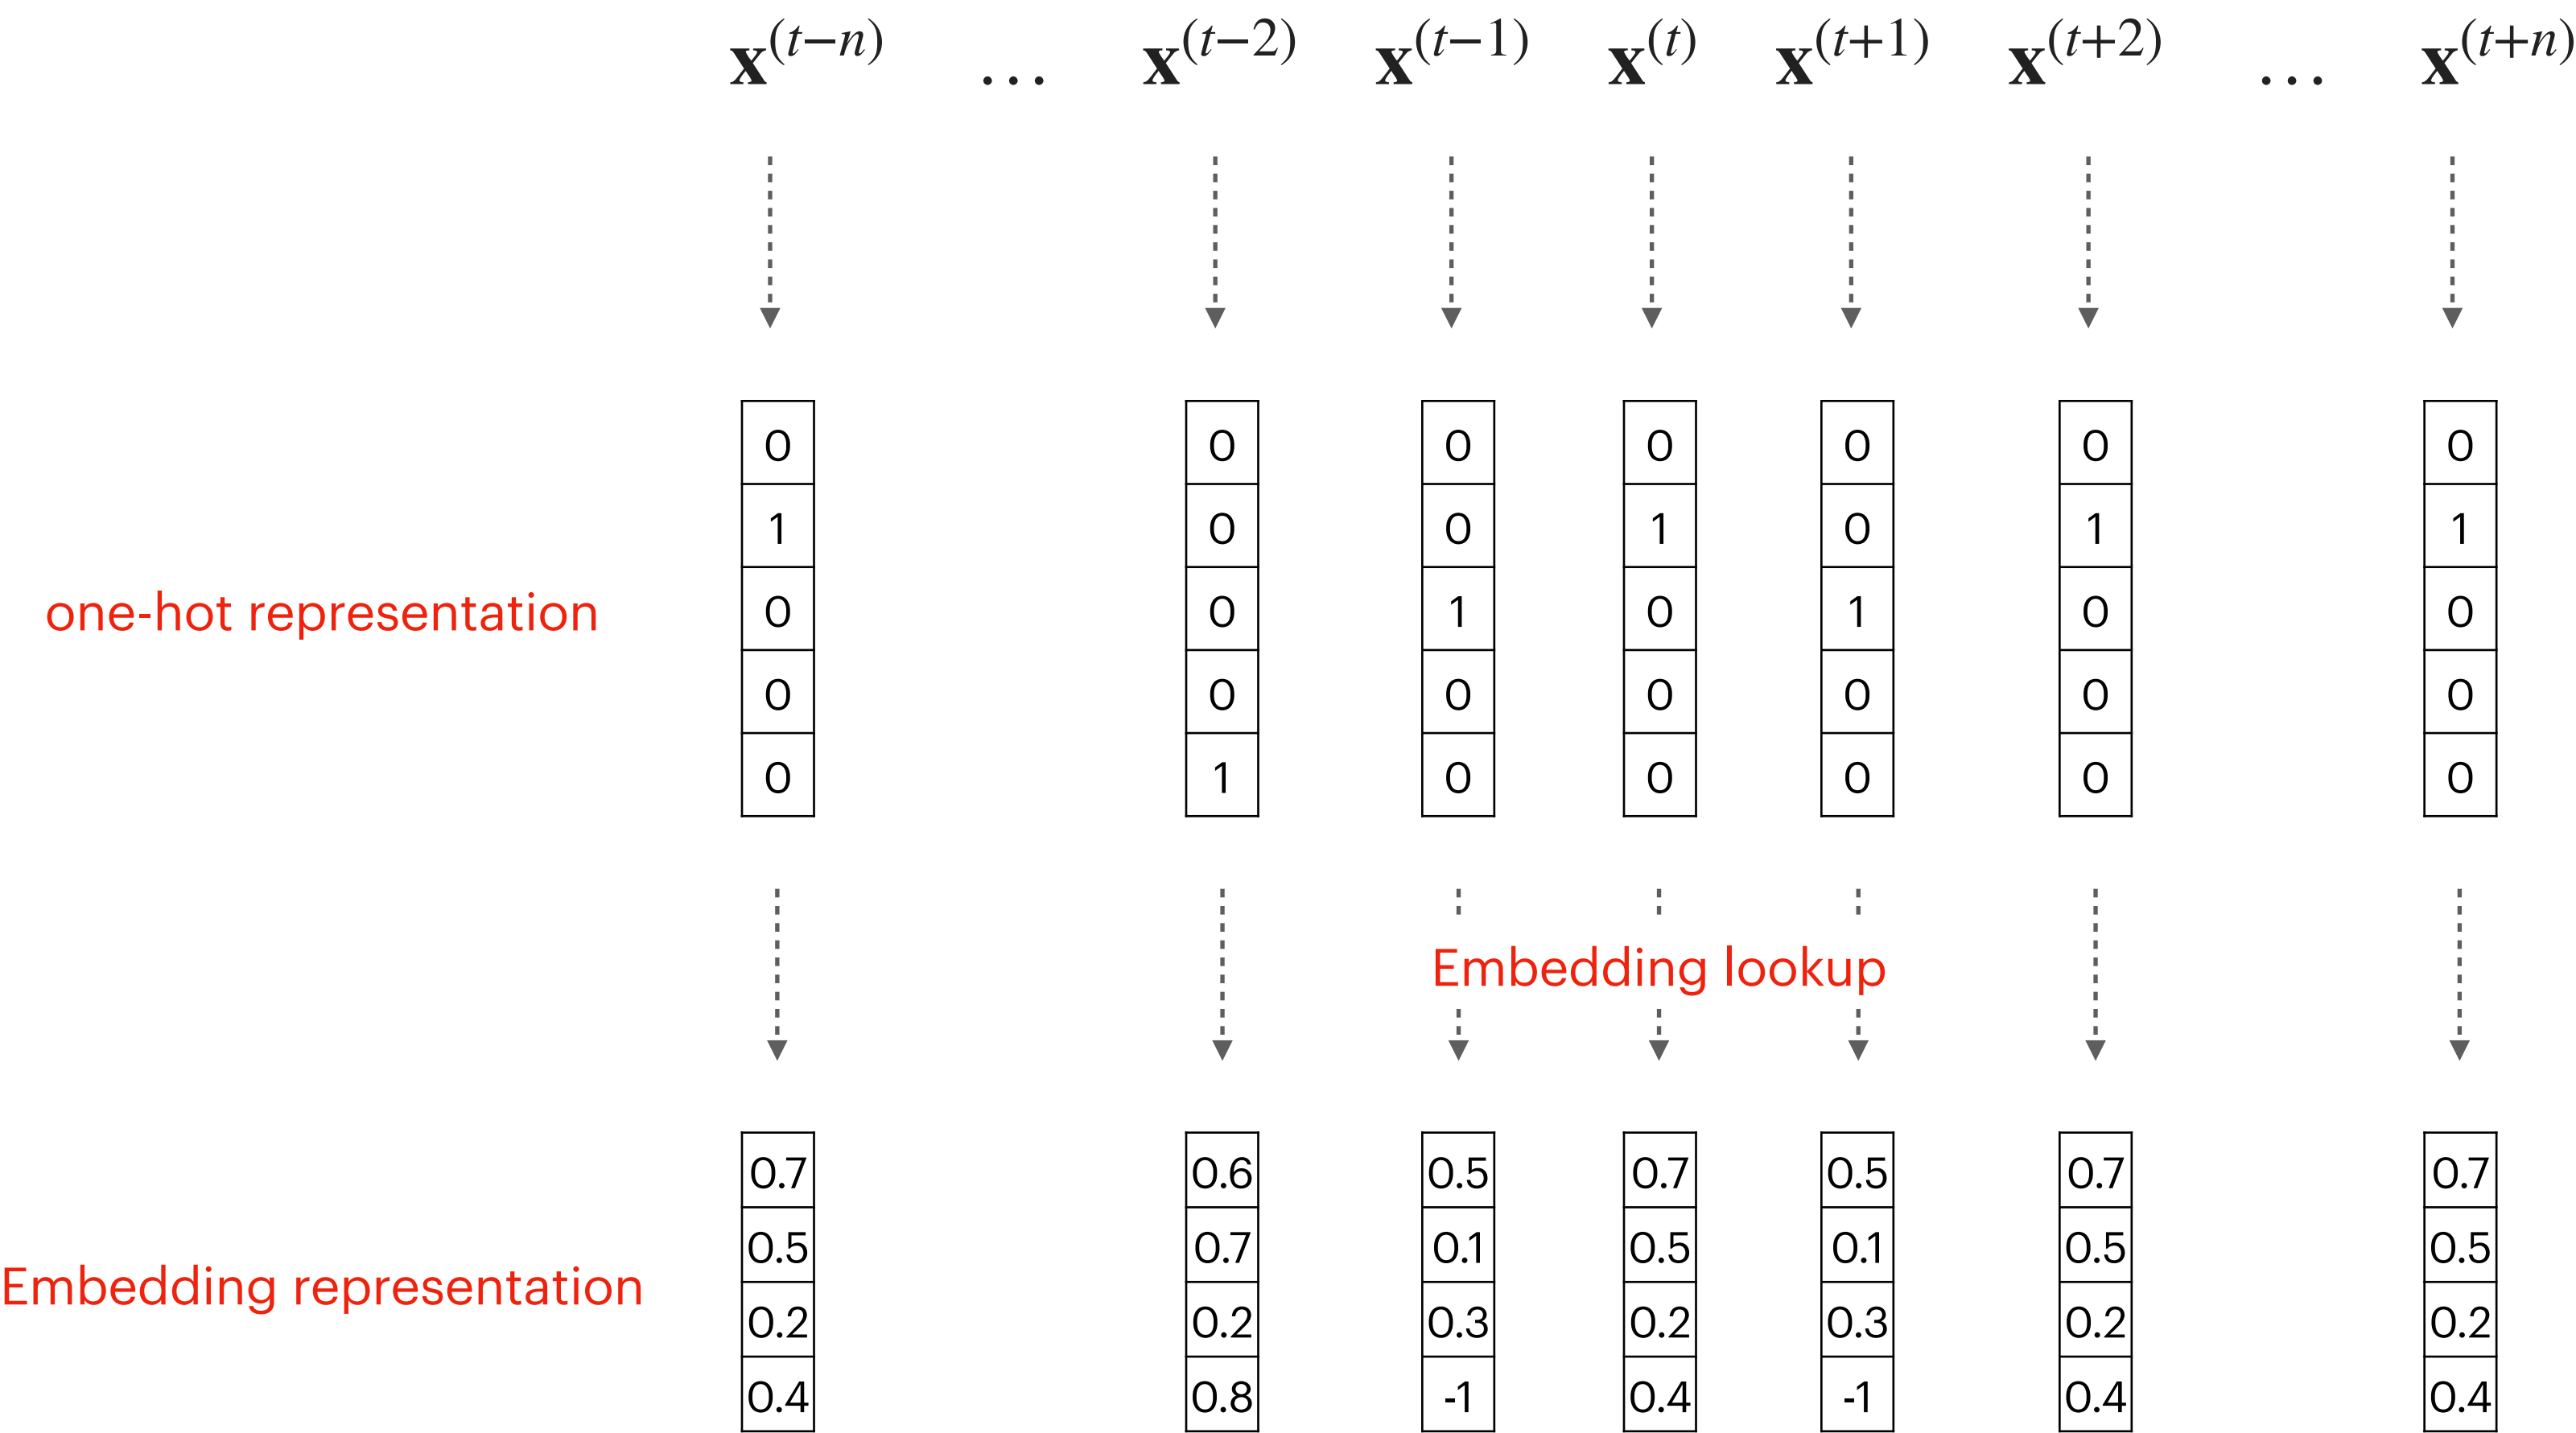 x^(t−n) … x^(t−2) x^(t−1) x^(t) x^(t+1) x^(t+2) … x^(t+n)
0 0 0 0 0 0 0
1 0 0 1 0 1 1
one-hot representation 0 0 1 0 1 0 0
0 0 0 0 0 0 0
0 1 0 0 0 0 0
Embedding lookup
0.7 0.6 0.5 0.7 0.5 0.7 0.7
0.5 0.7 0.1 0.5 0.1 0.5 0.5
Embedding representation
0.2 0.2 0.3 0.2 0.3 0.2 0.2
0.4 0.8 -1 0.4 -1 0.4 0.4